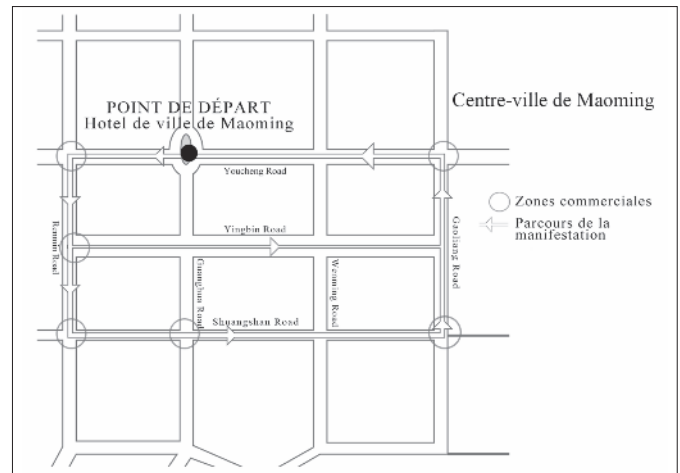 POINT DE DÉPART
Hotel de ville de Maoming
Centre-ville de Maoming
Youcheng Road
Zones commerciales
Parcours de la
manifestation
Yingbin Road
Renmin Road
Guanghua Road
Wenming Road
Gaoliang Road
Shuangshan Road